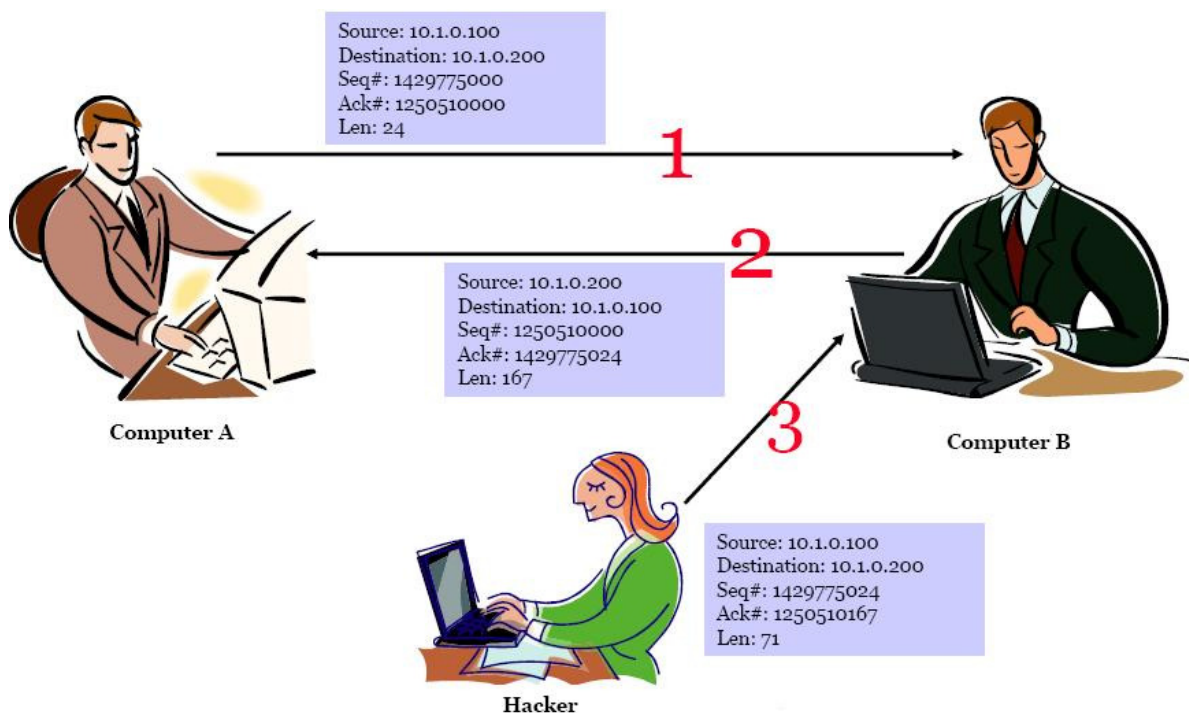 Source: 10.1.0.100
Destination: 10.1.0.200
Seq#: 1429775000
Ack#: 1250510000
Len: 24
1
2
Source: 10.1.0.200
Destination: 10.1.0.100
Seq#: 1250510000
Ack#: 1429775024
Len: 167
Computer A
3
Computer B
Source: 10.1.0.100
Destination: 10.1.0.200
Seq#: 1429775024
Ack#: 1250510167
Len: 71
Hacker